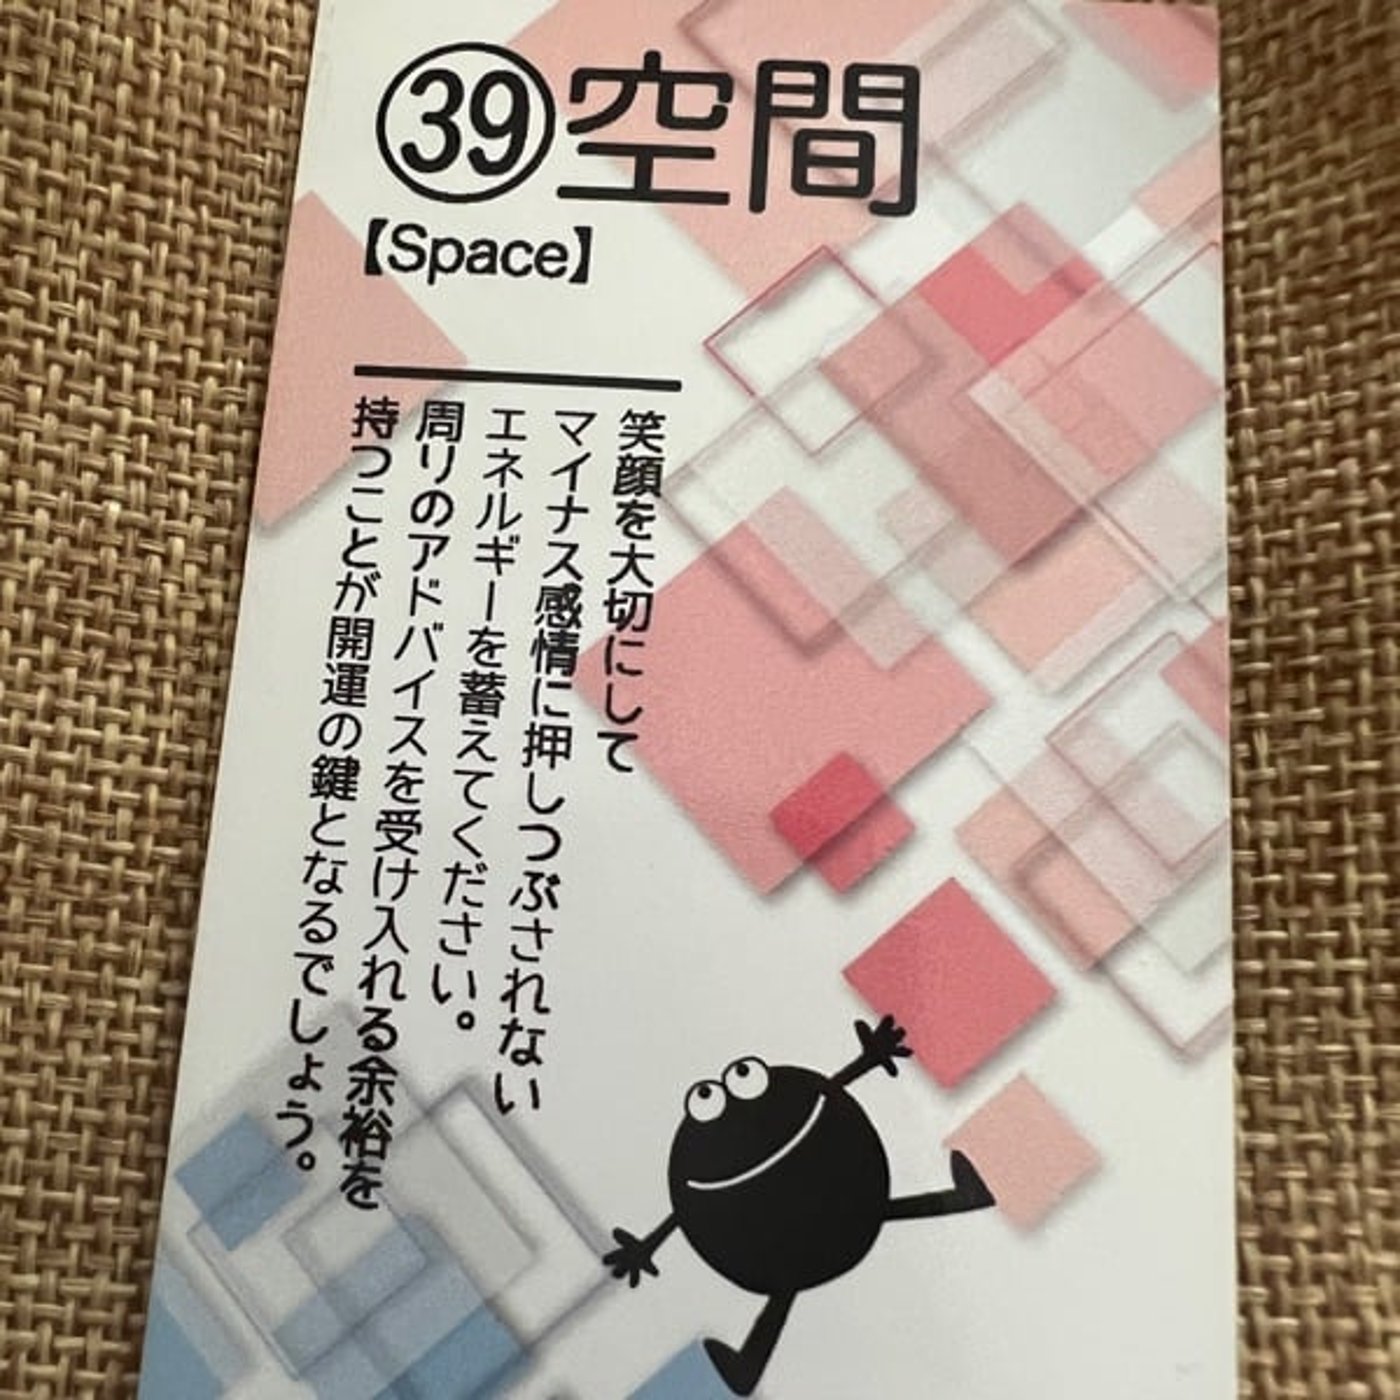 ㊴空間
【Space】
笑顔を大切にして
マイナス感情に押しつぶされない
エネルギーを蓄えてください。
周りのアドバイスを受け入れる余裕を
持つことが開運の鍵となるでしょう。